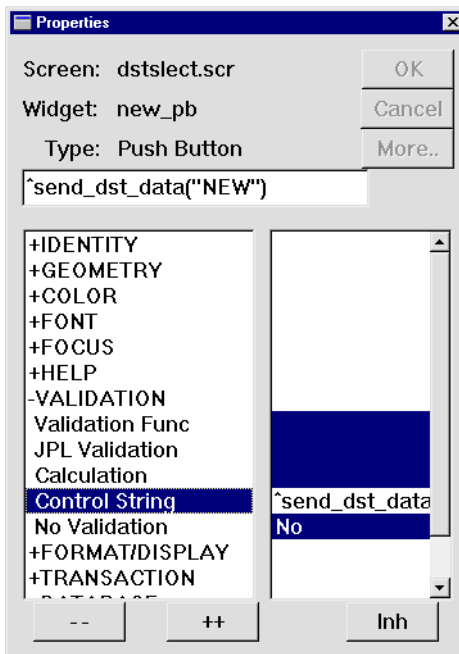 Properties
Screen: dstslect.scr
OK
Widget: new_pb
Cancel
Type: Push Button
More..
^send_dst_data("NEW")
+IDENTITY
+GEOMETRY
+COLOR
+FONT
+FOCUS
+HELP
-VALIDATION
Validation Func
JPL Validation
Calculation
Control String ^send_dst_data
No Validation No
+FORMAT/DISPLAY
+TRANSACTION
-- ++ Inh